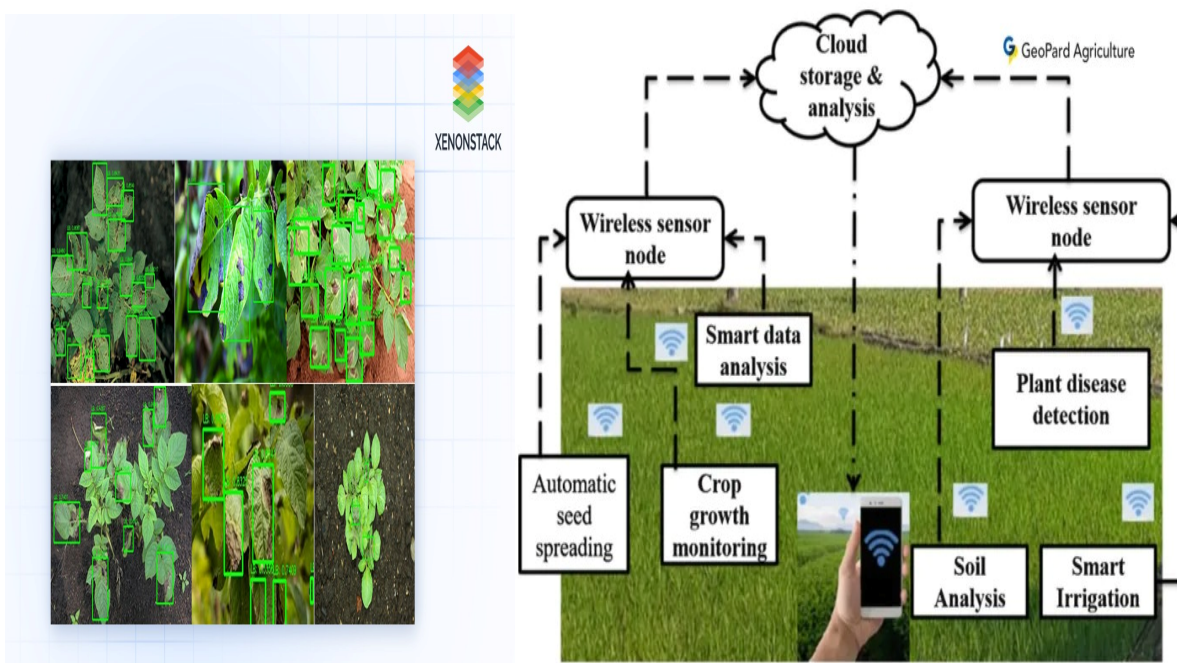 XENONSTACK
GeoPard Agriculture
Cloud
storage &
analysis
Wireless sensor
node
Wireless sensor
node
Smart data
analysis
Plant disease
detection
Automatic
seed
spreading
Crop
growth
monitoring
Soil
Analysis
Smart
Irrigation